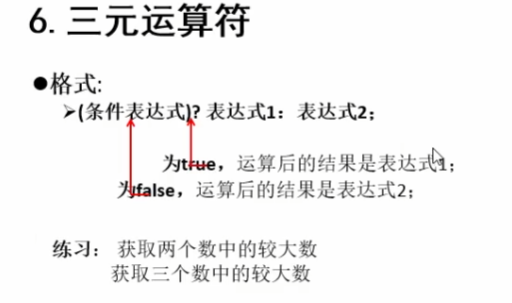 6. 三元运算符
●格式:
➢(条件表达式)? 表达式1：表达式2；
为true，运算后的结果是表达式1；
为false，运算后的结果是表达式2；
练习： 获取两个数中的较大数
获取三个数中的较大数